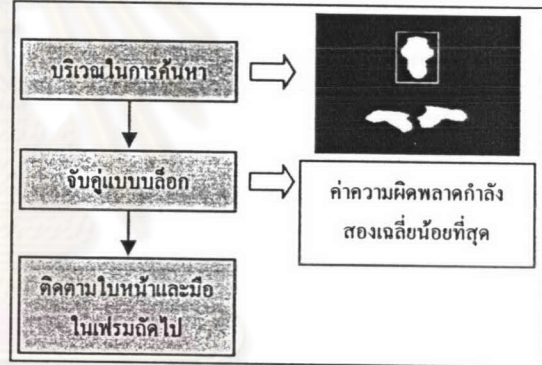 บริเวณในการค้นหา
จับคู่แบบบล็อก
ค่าความผิดพลาดกำลัง
สองเฉลี่ยน้อยที่สุด
ติดตามใบหน้าและมือ
ในเฟรมถัดไป